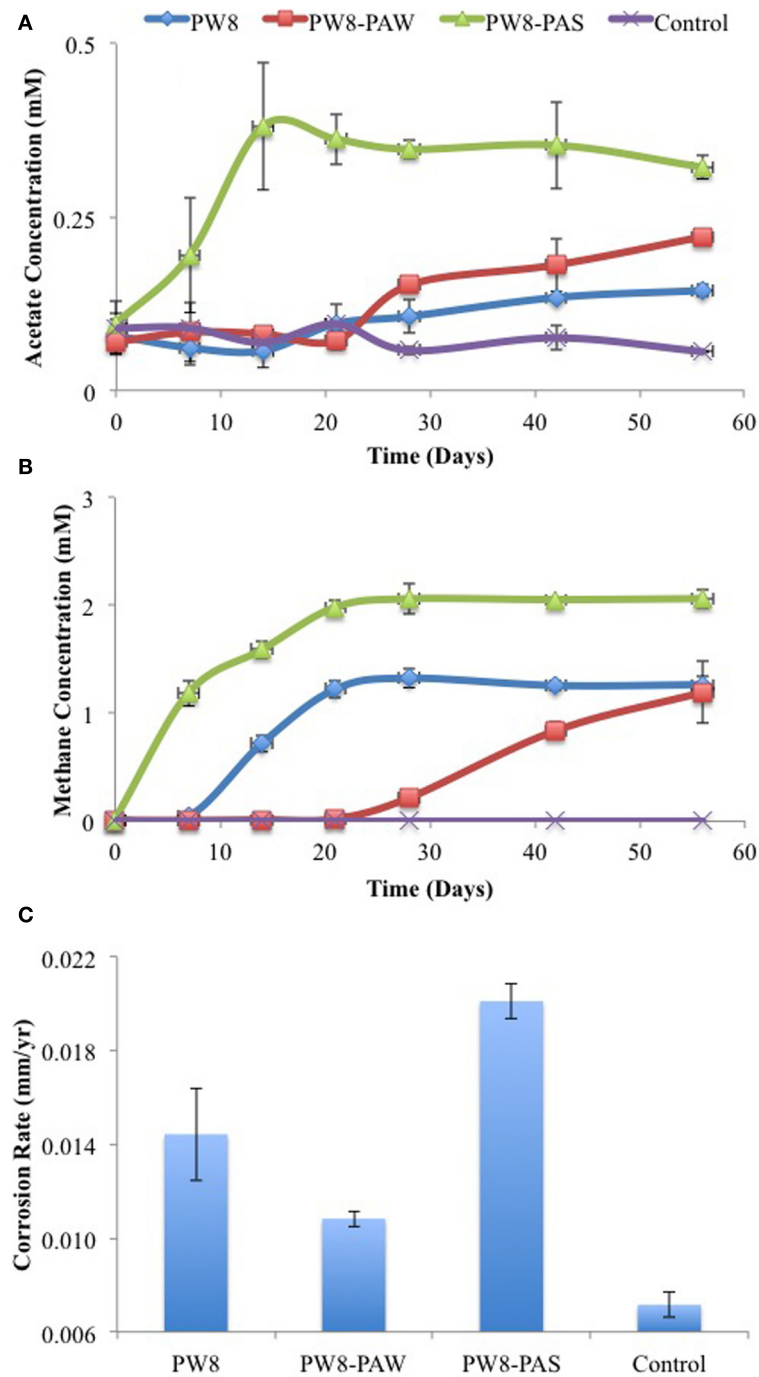 A
PW8 PW8-PAW PW8-PAS Control
Acetate Concentration (mM)
0.5
0.25
0
0 10 20 30 40 50 60
Time (Days)
B
Methane Concentration (mM)
3
2
1
0
0 10 20 30 40 50 60
Time (Days)
C
Corrosion Rate (mm/yr)
0.022
0.018
0.014
0.010
0.006
PW8 PW8-PAW PW8-PAS Control